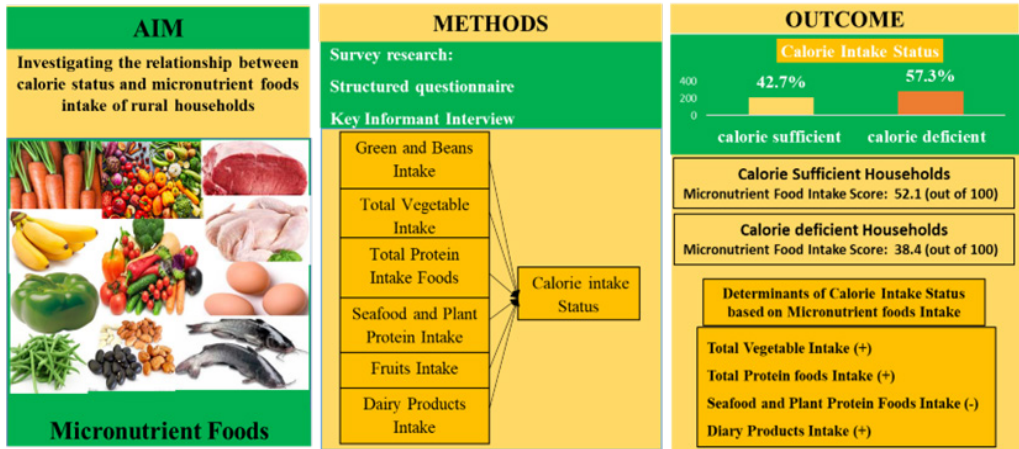 AIM
Investigating the relationship between
calorie status and micronutrient foods
intake of rural households
Micronutrient Foods
METHODS
Survey research:
Structured questionnaire
Key Informant Interview
Green and Beans
Intake
Total Vegetable
Intake
Total Protein
Intake Foods
Seafood and Plant
Protein Intake
Fruits Intake
Dairy Products
Intake
Calorie intake
Status
OUTCOME
Calorie Intake Status
42.7%
57.3%
400
200
0
calorie sufficient
calorie deficient
Calorie Sufficient Households
Micronutrient Food Intake Score: 52.1 (out of 100)
Calorie deficient Households
Micronutrient Food Intake Score: 38.4 (out of 100)
Determinants of Calorie Intake Status
based on Micronutrient foods Intake
Total Vegetable Intake (+)
Total Protein foods Intake (+)
Seafood and Plant Protein Foods Intake (-)
Diary Products Intake (+)